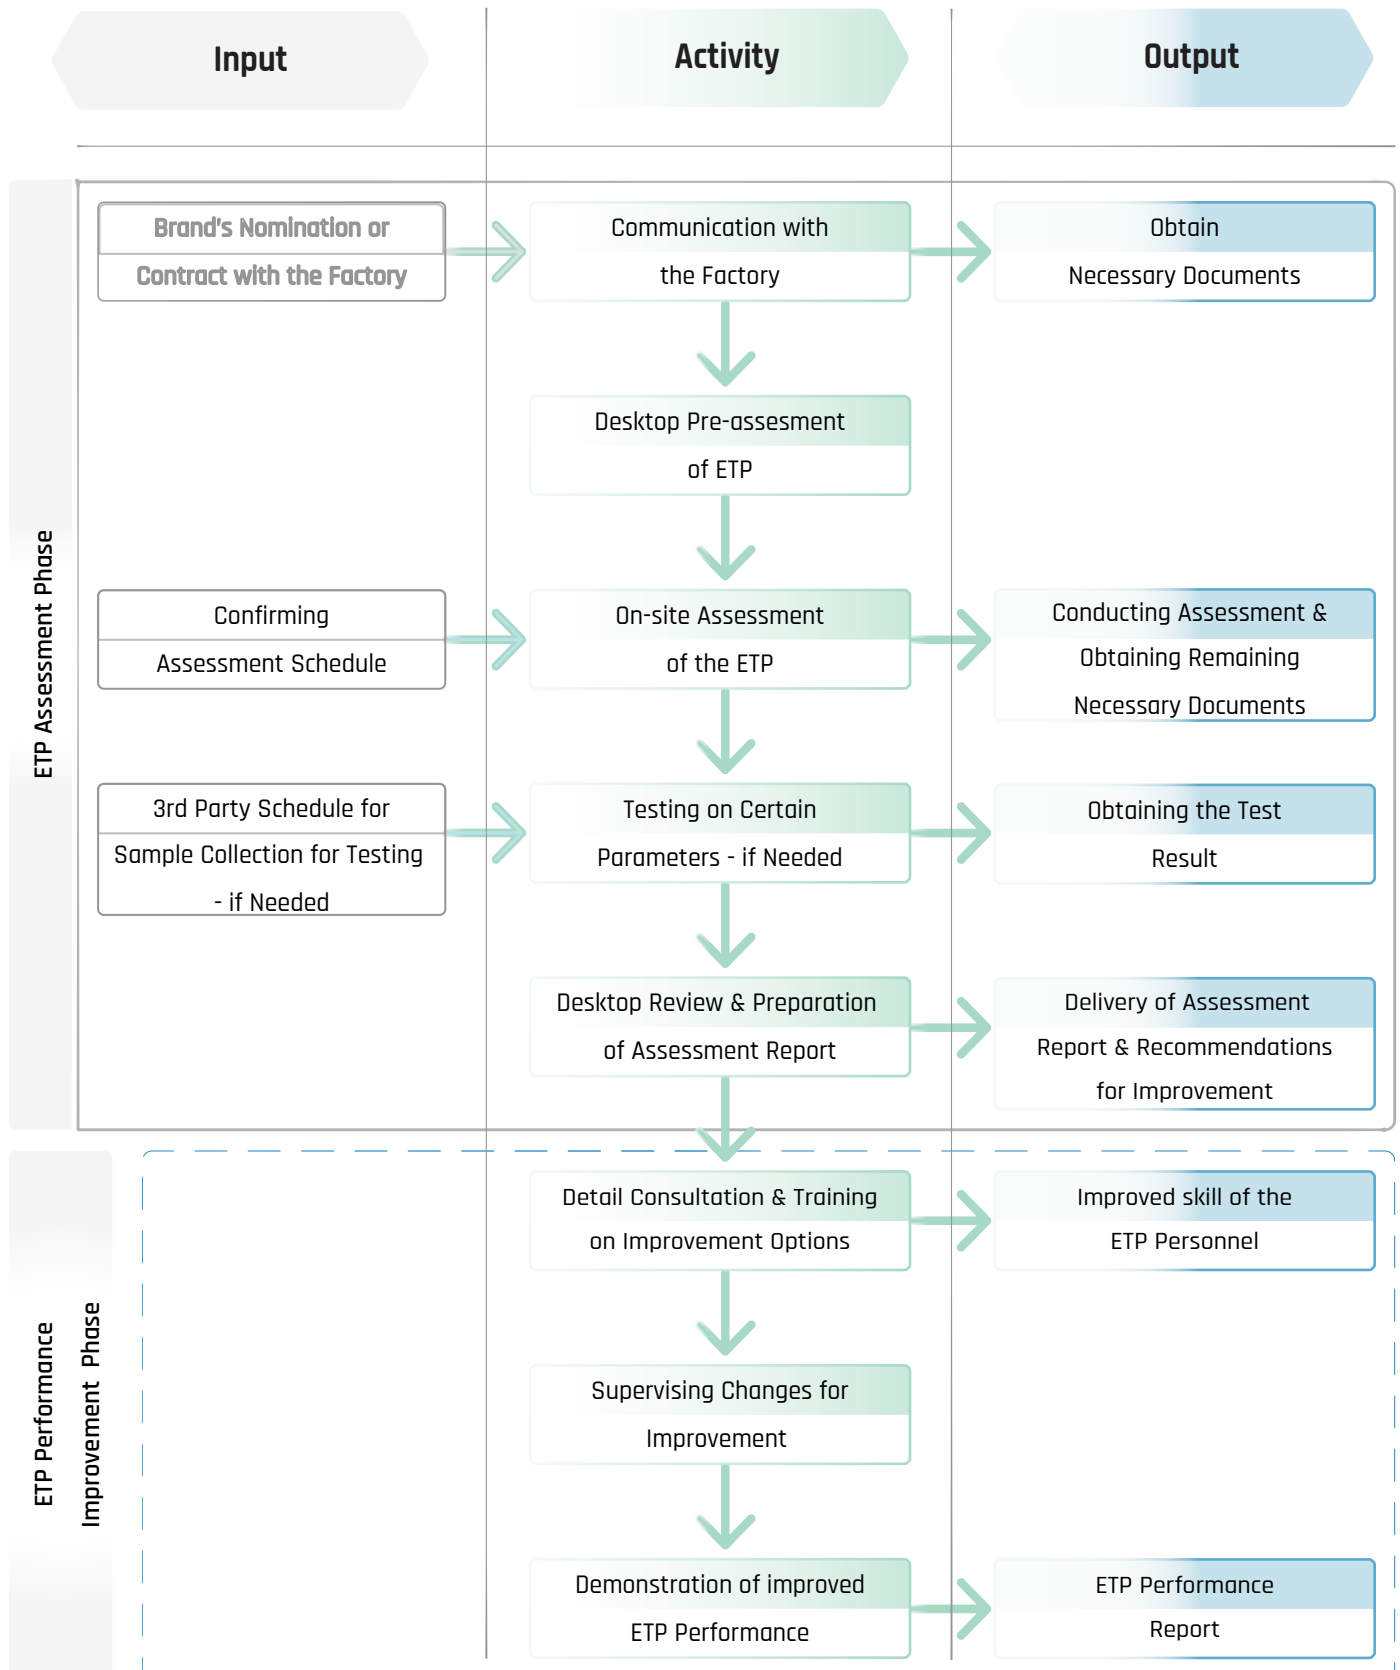 Input
Activity
Output
ETP Assessment Phase
Brand's Nomination or
Contract with the Factory
Communication with
the Factory
Obtain
Necessary Documents
Desktop Pre-assesment
of ETP
Confirming
Assessment Schedule
On-site Assessment
of the ETP
Conducting Assessment &
Obtaining Remaining
Necessary Documents
3rd Party Schedule for
Sample Collection for Testing
- if Needed
Testing on Certain
Parameters - if Needed
Obtaining the Test
Result
Desktop Review & Preparation
of Assessment Report
Delivery of Assessment
Report & Recommendations
for Improvement
ETP Performance
Improvement Phase
Detail Consultation & Training
on Improvement Options
Improved skill of the
ETP Personnel
Supervising Changes for
Improvement
Demonstration of improved
ETP Performance
ETP Performance
Report